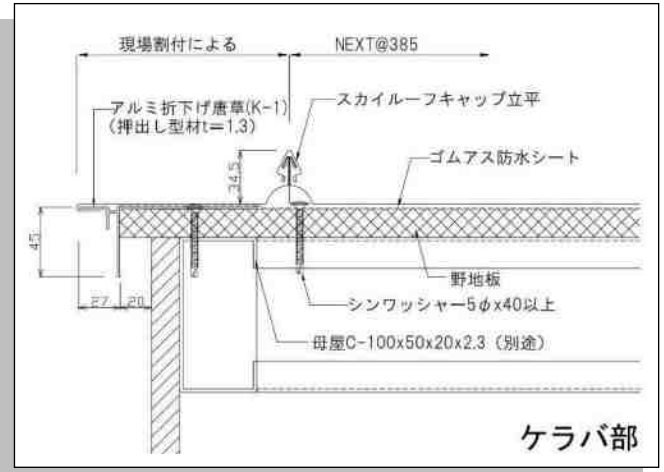 現場割付による
NEXT@385
アルミ折下げ唐草(K-1)
(押出し型材t=1.3)
スカイルーフキャップ立平
34.5
ゴムアス防水シート
45
野地板
27
20
シンワッシャー5φx40以上
母屋C-100x50x20x2.3（別途）
ケラバ部